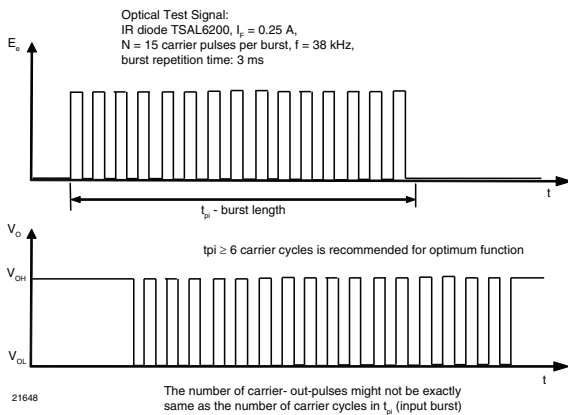 Optical Test Signal:
IR diode TSAL6200, I_F = 0.25 A,
N = 15 carrier pulses per burst, f = 38 kHz,
burst repetition time: 3 ms
E_e
t
t_pi - burst length
V_O
tpi ≥ 6 carrier cycles is recommended for optimum function
V_OH
V_OL
t
21648
The number of carrier- out-pulses might not be exactly
same as the number of carrier cycles in t_pi (input burst)